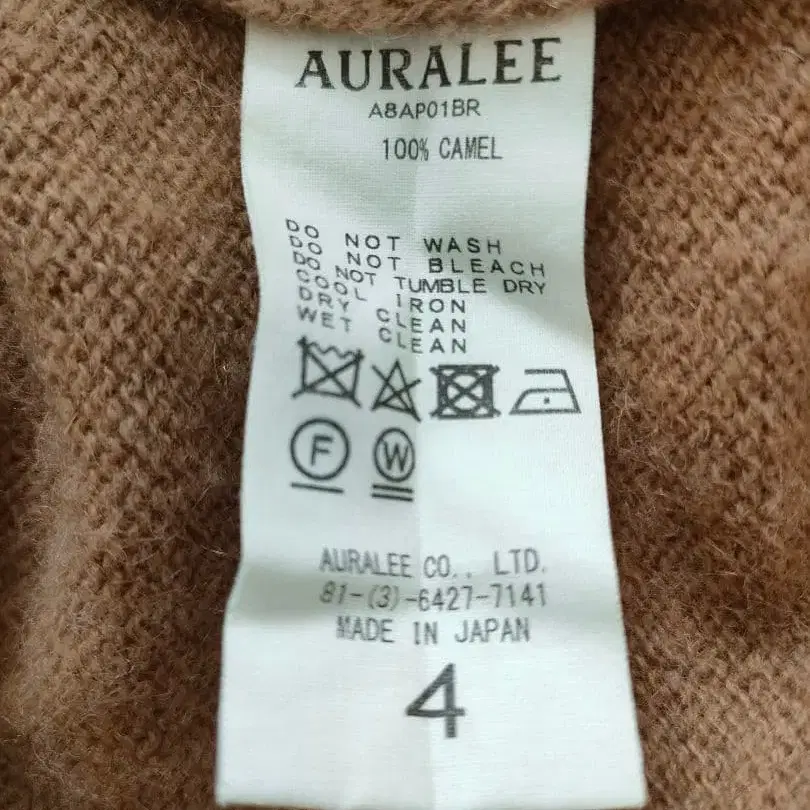 AURALEE
A8AP01BR
100% CAMEL
DO NOT WASH
DO NOT BLEACH
DO NOT TUMBLE DRY
COOL IRON
DRY CLEAN
WET CLEAN
F W
AURALEE CO., LTD.
81-(3)-6427-7141
MADE IN JAPAN
4